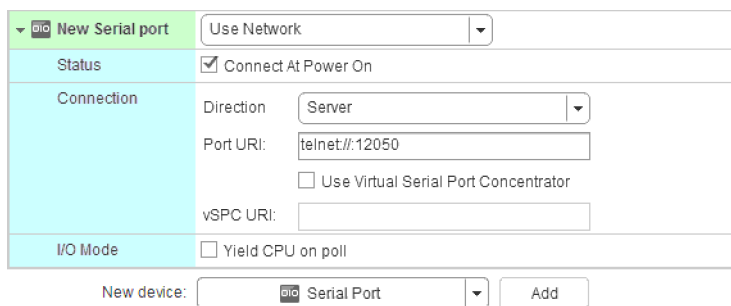 New Serial port Use Network
Status Connect At Power On
Connection Direction Server
Port URI: telnet://:12050
Use Virtual Serial Port Concentrator
vSPC URI:
I/O Mode Yield CPU on poll
New device: Serial Port Add